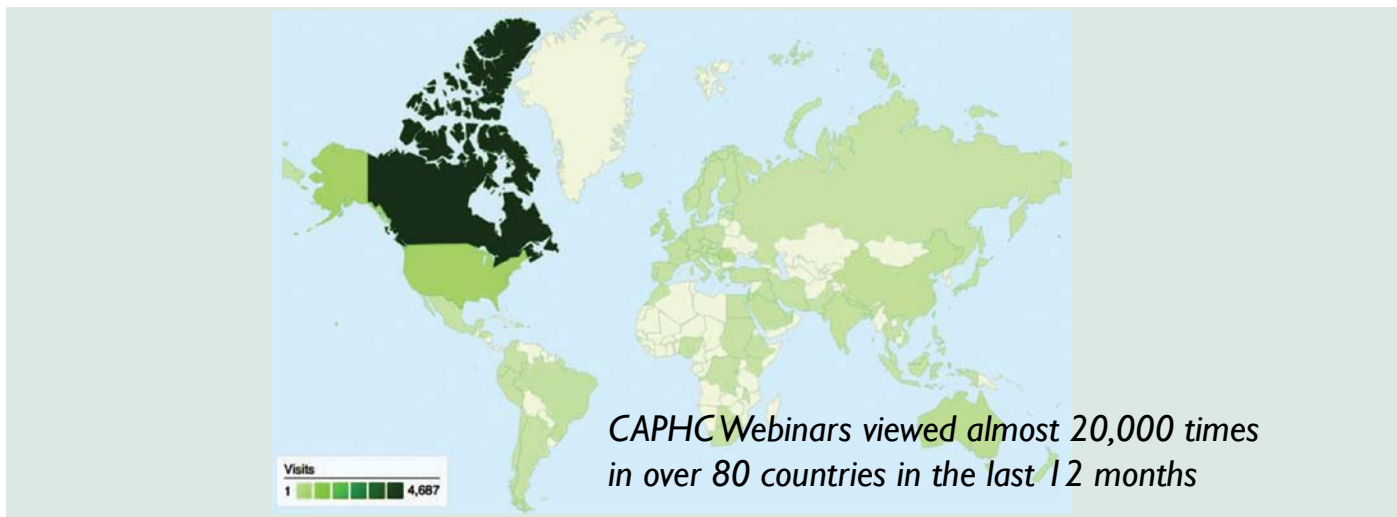 CAPHC Webinars viewed almost 20,000 times
in over 80 countries in the last 12 months
Visits
1 4,687